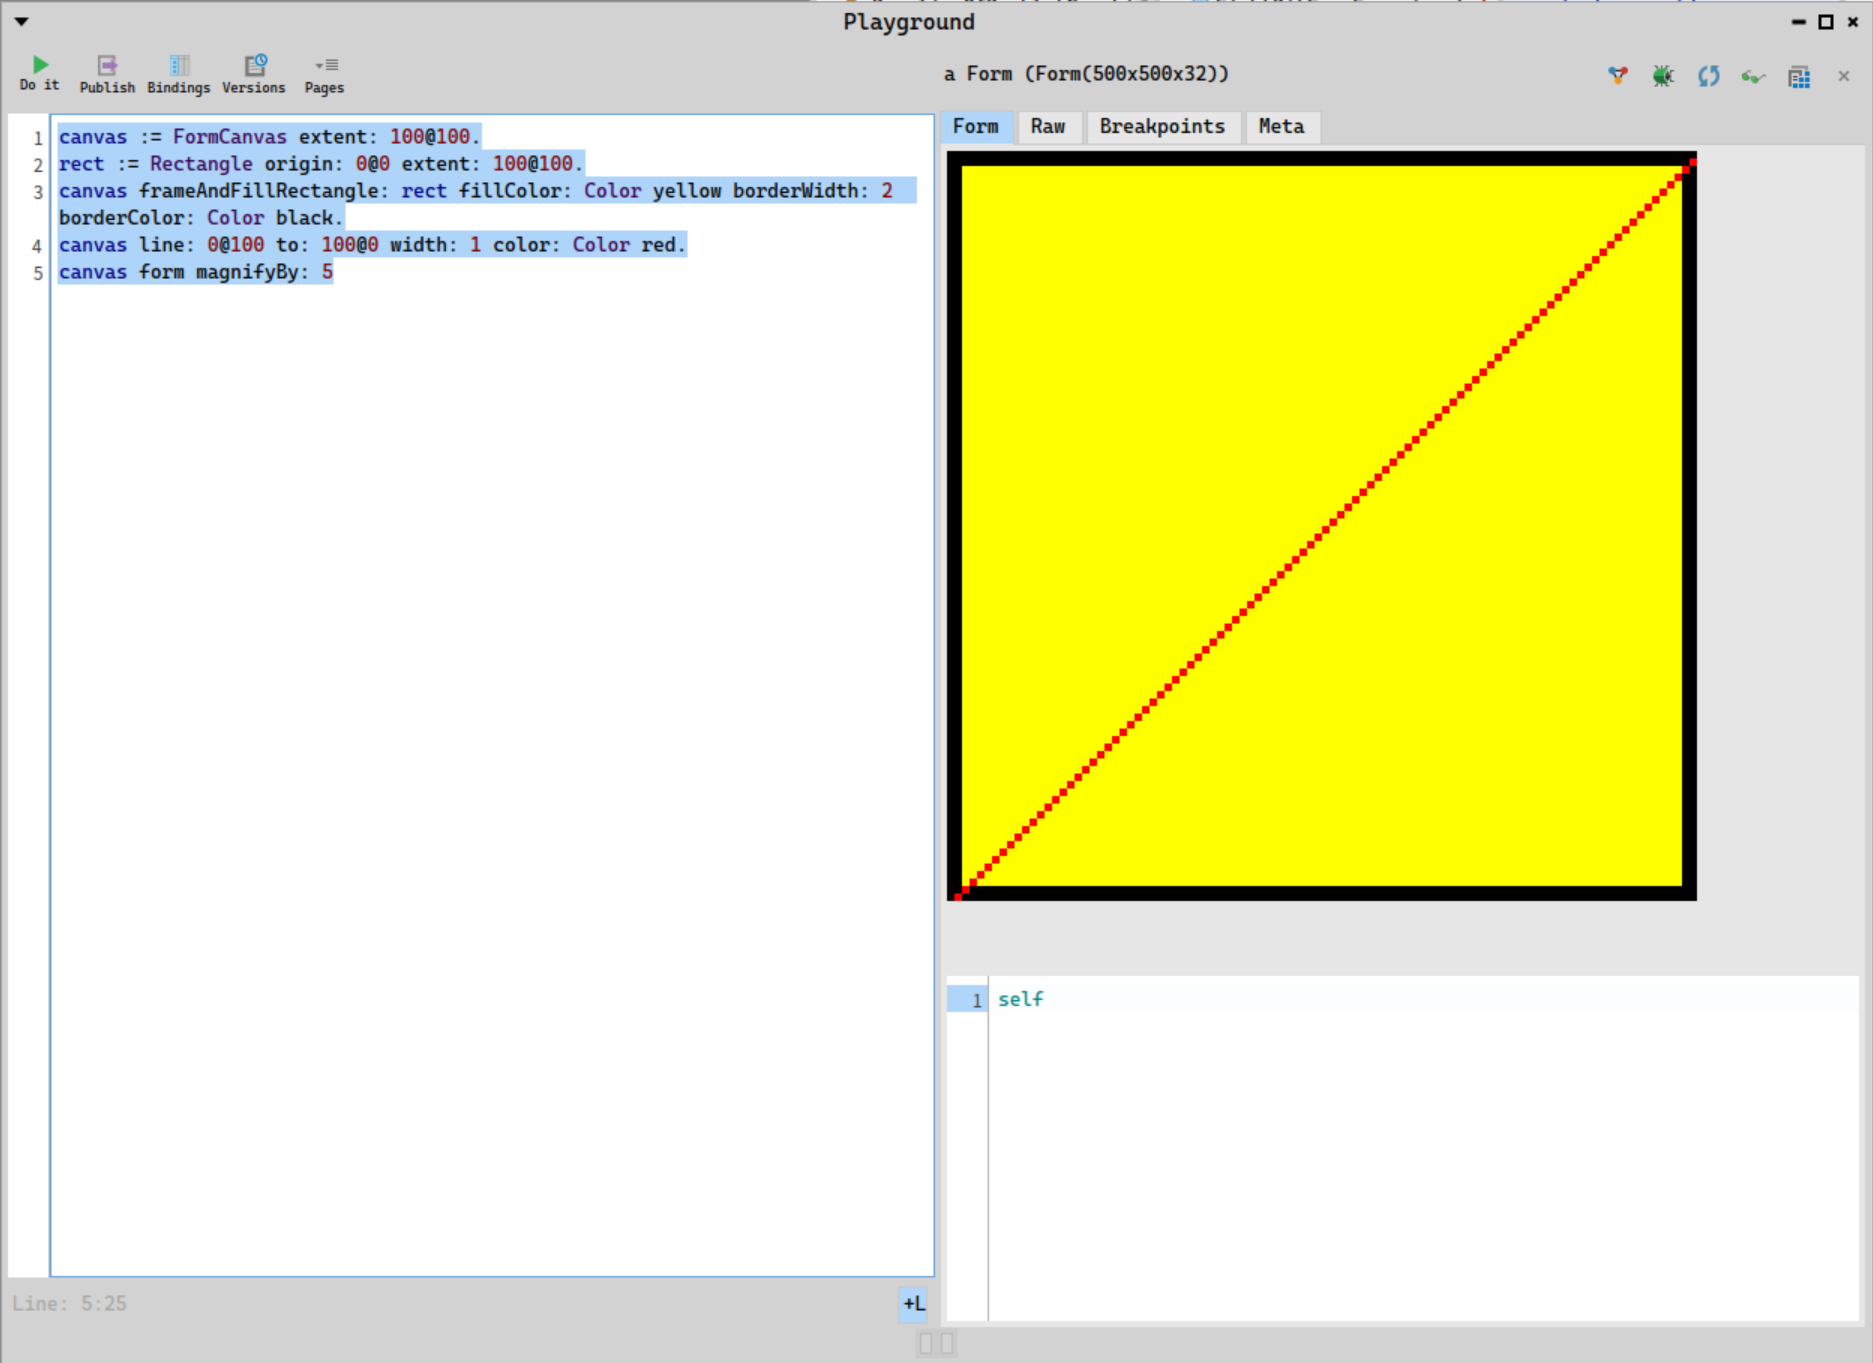 Playground
Do it Publish Bindings Versions Pages
a Form (Form(500x500x32))
1 canvas := FormCanvas extent: 100@100.
2 rect := Rectangle origin: 0@0 extent: 100@100.
3 canvas frameAndFillRectangle: rect fillColor: Color yellow borderWidth: 2
borderColor: Color black.
4 canvas line: 0@100 to: 100@0 width: 1 color: Color red.
5 canvas form magnifyBy: 5
Line: 5:25
+L
Form Raw Breakpoints Meta
1 self